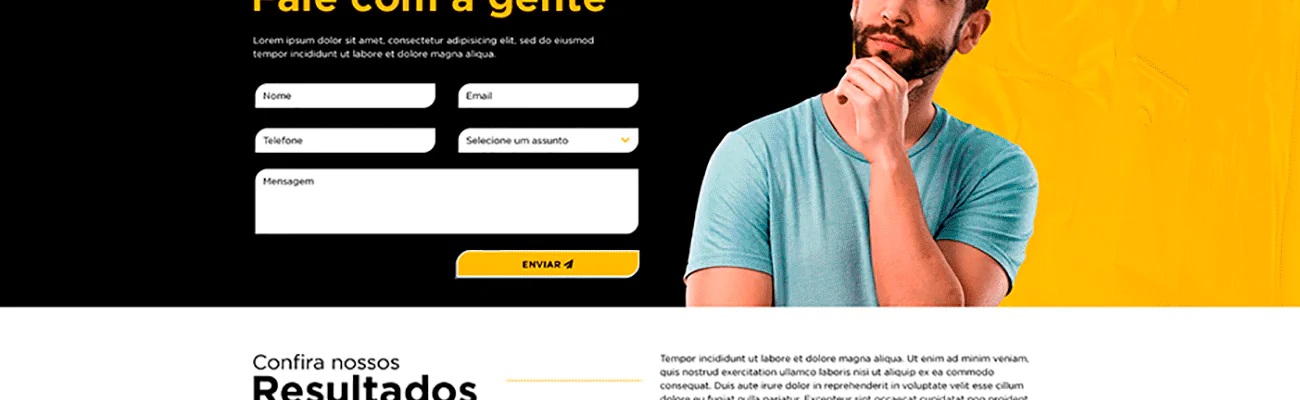 Fale com a gente
Lorem ipsum dolor sit amet, consectetur adipisicing elit, sed do eiusmod
tempor incididunt ut labore et dolore magna aliqua.
Nome
Email
Telefone
Selecione um assunto
Mensagem
ENVIAR
Confira nossos
Resultados
Tempor incididunt ut labore et dolore magna aliqua. Ut enim ad minim veniam,
quis nostrud exercitation ullamco laboris nisi ut aliquip ex ea commodo
consequat. Duis aute irure dolor in reprehenderit in voluptate velit esse cillum
dolore eu fugiat nulla pariatur. Excepteur sint occaecat cupidatat non proident